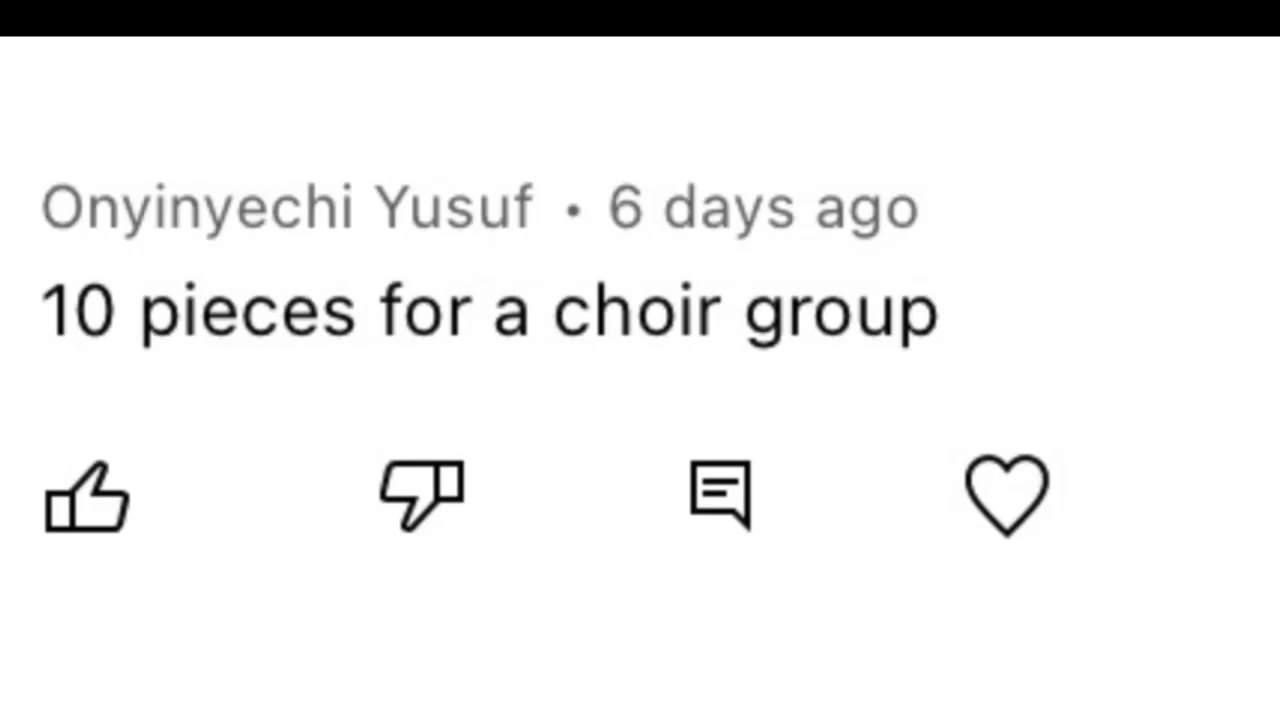 Onyinyechi Yusuf • 6 days ago
10 pieces for a choir group